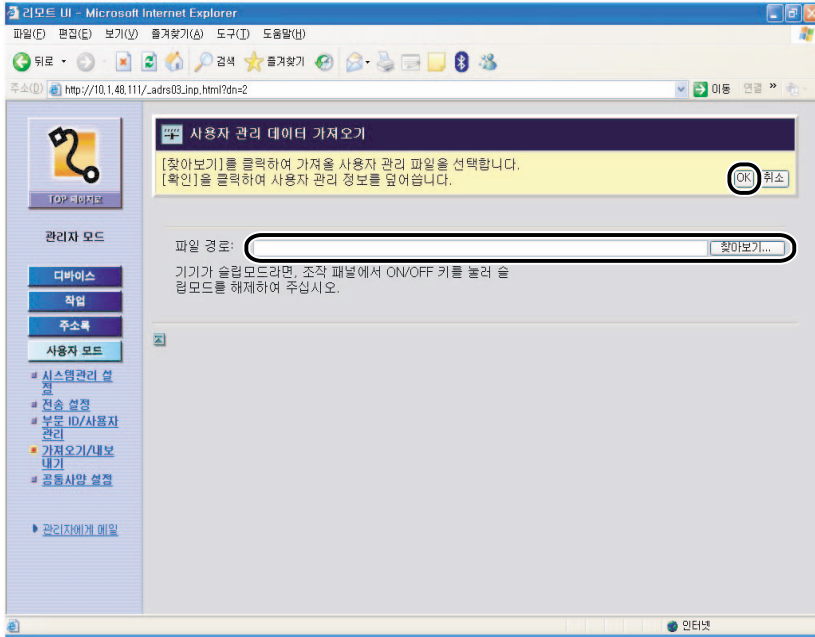 리모트 UI - Microsoft Internet Explorer
파일(F) 편집(E) 보기(V) 즐겨찾기(A) 도구(T) 도움말(H)
뒤로 검색 즐겨찾기
주소(D) http://10.1.48.111/_adrs03_inp.html?dn=2 이동 연결 »
TOP 페이지로
관리자 모드
디바이스
작업
주소록
사용자 모드
시스템관리 설
정
전송 설정
부문 ID/사용자
관리
가져오기/내보
내기
공통사양 설정
관리자에게 메일
사용자 관리 데이터 가져오기
[찾아보기]를 클릭하여 가져올 사용자 관리 파일을 선택합니다.
[확인]을 클릭하여 사용자 관리 정보를 덮어씁니다.
OK 취소
파일 경로: 찾아보기...
기기가 슬립모드라면, 조작 패널에서 ON/OFF 키를 눌러 슬
립모드를 해제하여 주십시오.
인터넷